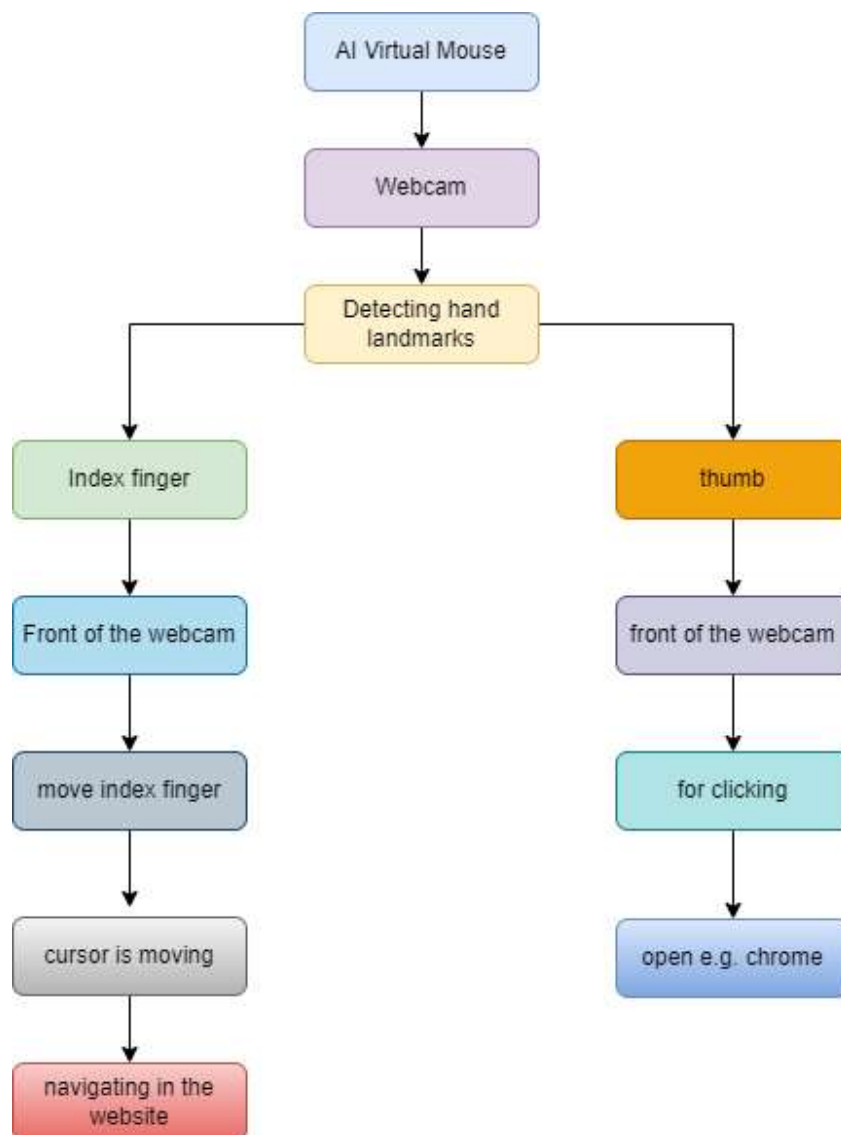 AI Virtual Mouse
Webcam
Detecting hand
landmarks
Index finger
thumb
Front of the webcam
front of the webcam
move index finger
for clicking
cursor is moving
open e.g. chrome
navigating in the
website